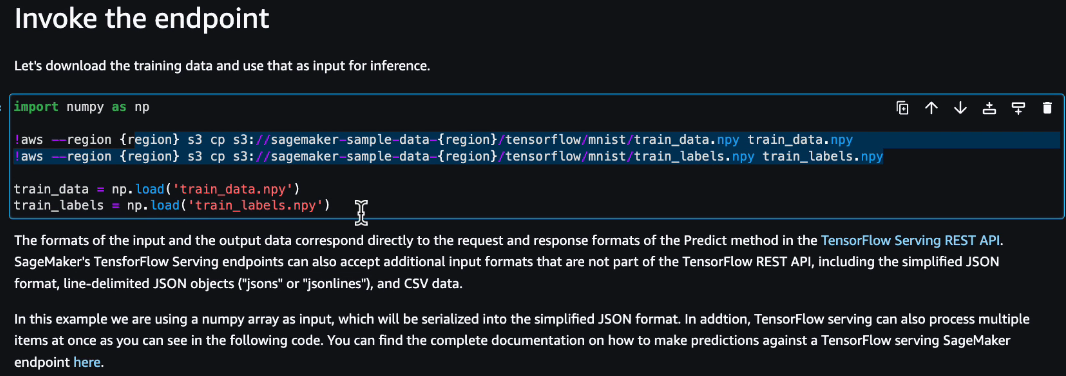 Invoke the endpoint
Let's download the training data and use that as input for inference.
import numpy as np
!aws --region {region} s3 cp s3://sagemaker-sample-data-{region}/tensorflow/mnist/train_data.npy train_data.npy
!aws --region {region} s3 cp s3://sagemaker-sample-data-{region}/tensorflow/mnist/train_labels.npy train_labels.npy
train_data = np.load('train_data.npy')
train_labels = np.load('train_labels.npy')
The formats of the input and the output data correspond directly to the request and response formats of the Predict method in the TensorFlow Serving REST API.
SageMaker's TensforFlow Serving endpoints can also accept additional input formats that are not part of the TensorFlow REST API, including the simplified JSON
format, line-delimited JSON objects ("jsons" or "jsonlines"), and CSV data.
In this example we are using a numpy array as input, which will be serialized into the simplified JSON format. In addtion, TensorFlow serving can also process multiple
items at once as you can see in the following code. You can find the complete documentation on how to make predictions against a TensorFlow serving SageMaker
endpoint here.